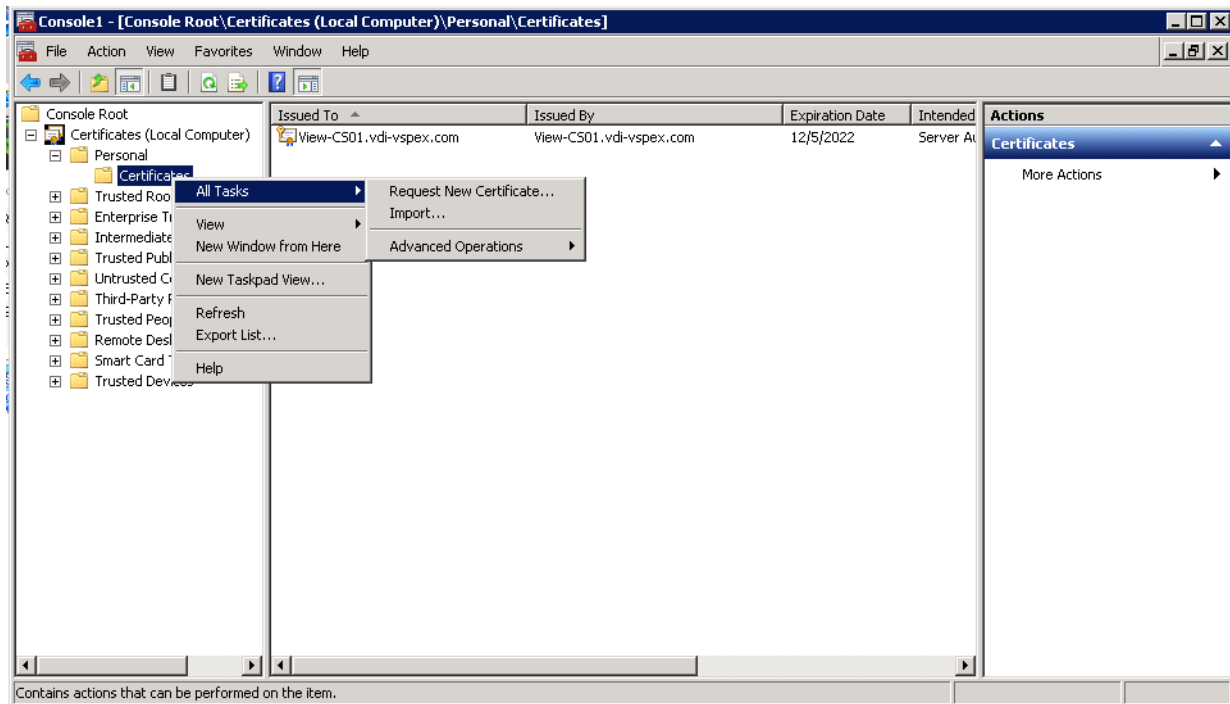 Console1 - [Console Root\Certificates (Local Computer)\Personal\Certificates]
File Action View Favorites Window Help
Console Root
Certificates (Local Computer)
Personal
Certificates
Trusted Roo
Enterprise Tr
Intermediate
Trusted Publ
Untrusted C
Third-Party
Trusted Peop
Remote Desl
Smart Card
Trusted Devices
All Tasks
View
New Window from Here
New Taskpad View...
Refresh
Export List...
Help
Request New Certificate...
Import...
Advanced Operations
Issued To Issued By Expiration Date Intended
View-CS01.vdi-vspex.com View-CS01.vdi-vspex.com 12/5/2022 Server Au
Actions
Certificates
More Actions
Contains actions that can be performed on the item.